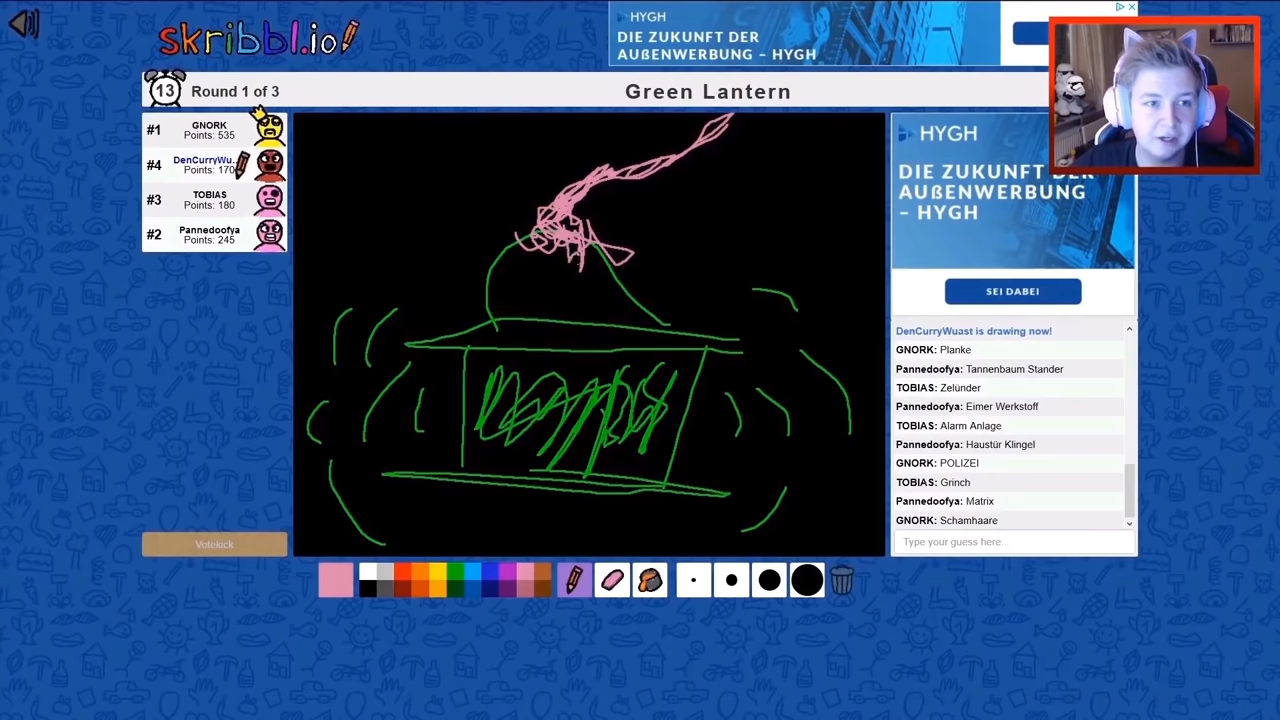 skribbl.io
HYGH
DIE ZUKUNFT DER
AUßENWERBUNG – HYGH
13
Round 1 of 3
Green Lantern
#1
GNORK
Points: 535
#4
DenCurryWu...
Points: 170
#3
TOBIAS
Points: 180
#2
Pannedoofya
Points: 245
Votekick
HYGH
DIE ZUKUNFT DER
AUßENWERBUNG
– HYGH
SEI DABEI
DenCurryWuast is drawing now!
GNORK: Planke
Pannedoofya: Tannenbaum Stander
TOBIAS: Zelünder
Pannedoofya: Eimer Werkstoff
TOBIAS: Alarm Anlage
Pannedoofya: Haustür Klingel
GNORK: POLIZEI
TOBIAS: Grinch
Pannedoofya: Matrix
GNORK: Schamhaare
Type your guess here...